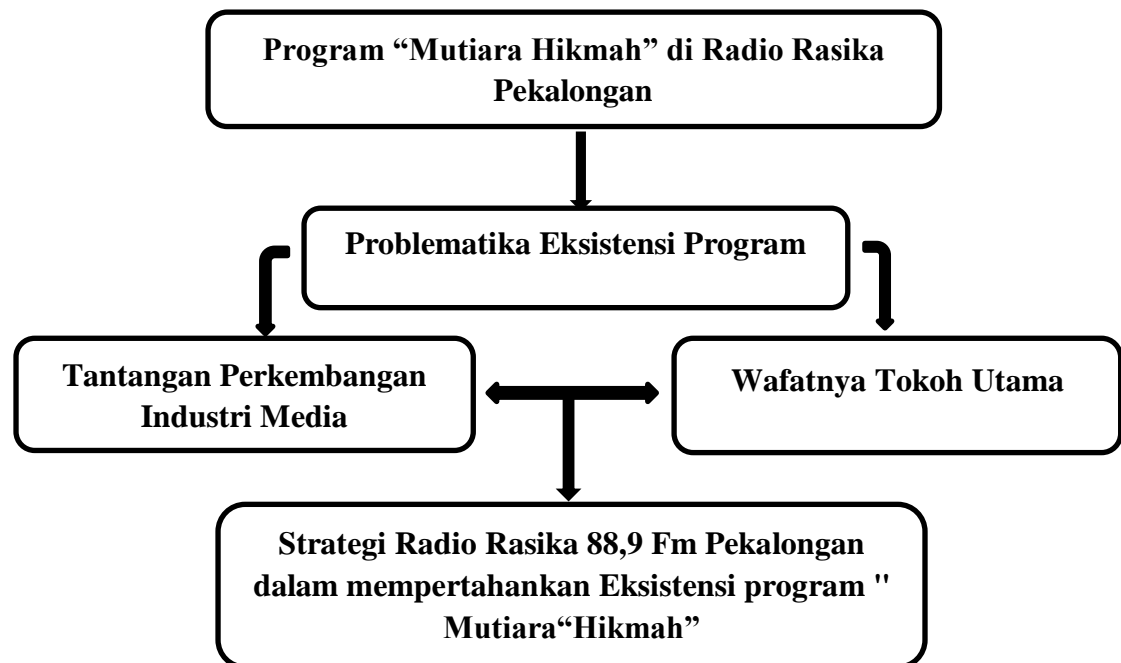 Program “Mutiara Hikmah” di Radio Rasika
Pekalongan
Problematika Eksistensi Program
Tantangan Perkembangan
Industri Media
Wafatnya Tokoh Utama
Strategi Radio Rasika 88,9 Fm Pekalongan
dalam mempertahankan Eksistensi program "
Mutiara“Hikmah”